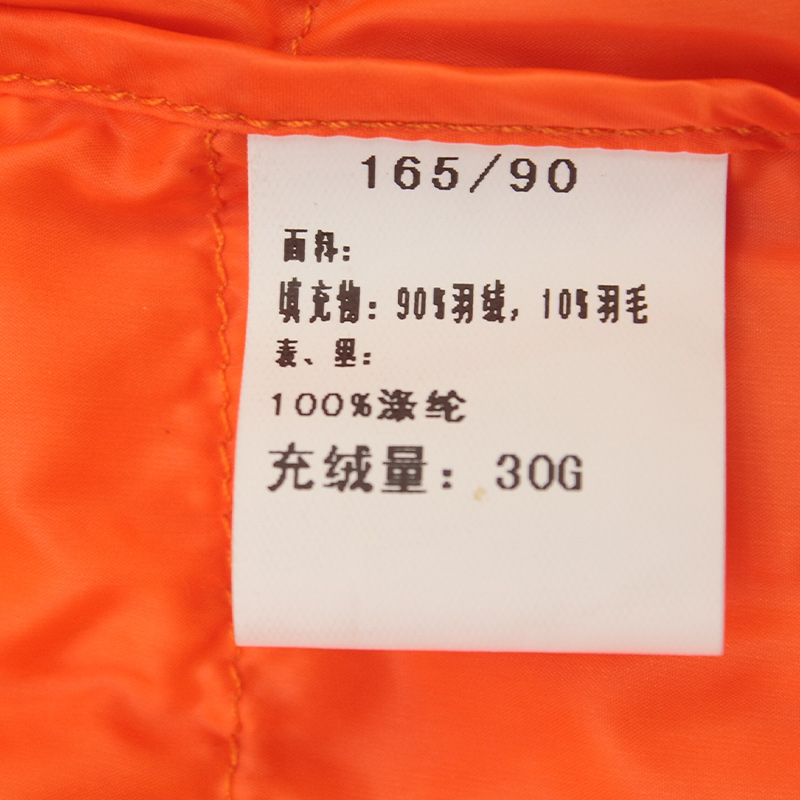 165/90
面料：
填充物：90%羽绒，10%羽毛
表、里：
100%涤纶
充绒量：30G